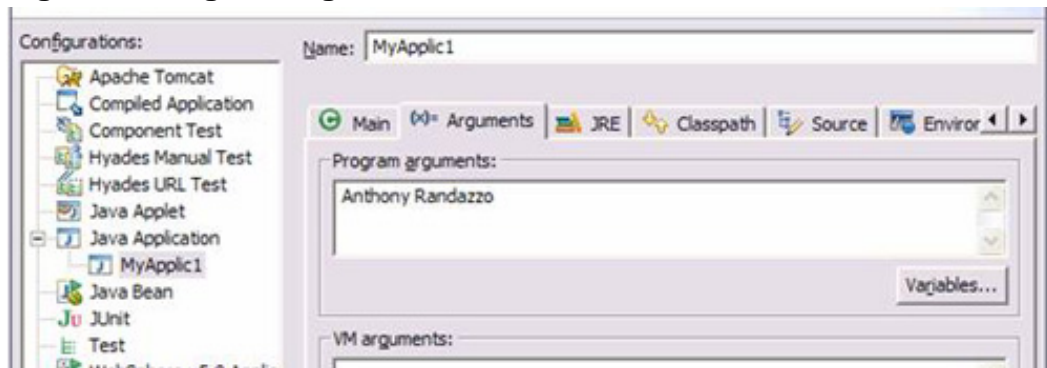 Configurations:
Apache Tomcat
Compiled Application
Component Test
Hyades Manual Test
Hyades URL Test
Java Applet
Java Application
MyApplic1
Java Bean
JUnit
Test
Name: MyApplic1
Main (x)= Arguments JRE Classpath Source Environ
Program arguments:
Anthony Randazzo
Variables...
VM arguments: